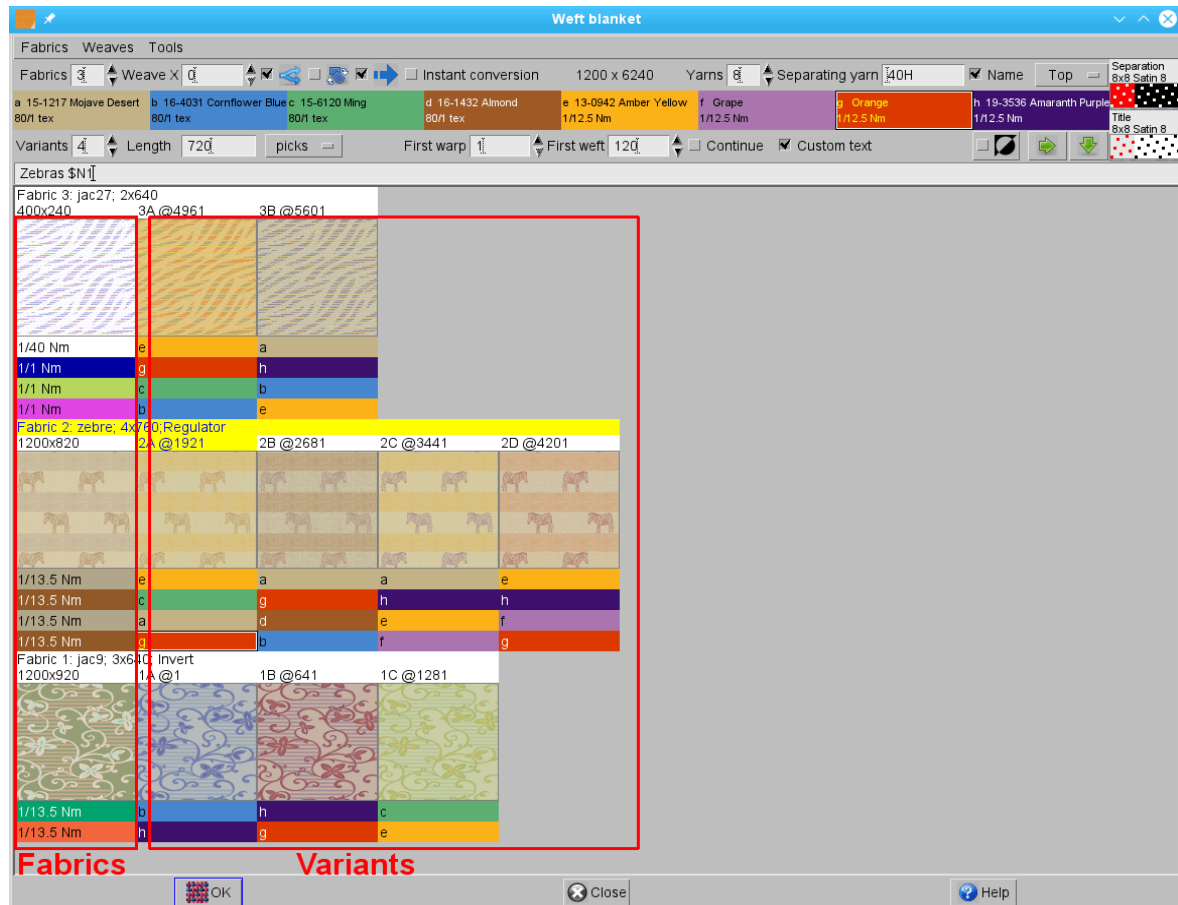 Weft blanket
Fabrics Weaves Tools
Fabrics 3 Weave X 0 Instant conversion 1200 x 6240 Yarns 8 Separating yarn 40H Name Top Separation
8x8 Satin 8
a 15-1217 Mojave Desert b 16-4031 Cornflower Blue c 15-6120 Ming d 16-1432 Almond e 13-0942 Amber Yellow f Grape g Orange h 19-3536 Amaranth Purple
80/1 tex 80/1 tex 80/1 tex 80/1 tex 1/12.5 Nm 1/12.5 Nm 1/12.5 Nm 1/12.5 Nm
Title
8x8 Satin 8
Variants 4 Length 720 picks First warp 1 First weft 120 Continue Custom text
Zebras $N1
Fabric 3: jac27; 2x640
400x240 3A @4961 3B @5601
1/40 Nm e a
1/1 Nm g h
1/1 Nm c b
1/1 Nm b e
Fabric 2: zebre; 4x760;Regulator
1200x820 2A @1921 2B @2681 2C @3441 2D @4201
1/13.5 Nm e a a e
1/13.5 Nm c g h h
1/13.5 Nm a d e f
1/13.5 Nm g b f g
Fabric 1: jac9; 3x640; Invert
1200x920 1A @1 1B @641 1C @1281
1/13.5 Nm b h c
1/13.5 Nm h g e
Fabrics Variants
OK Close Help